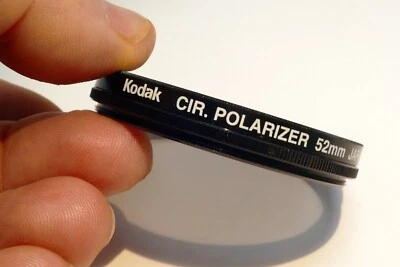 Kodak CIR. POLARIZER 52mm